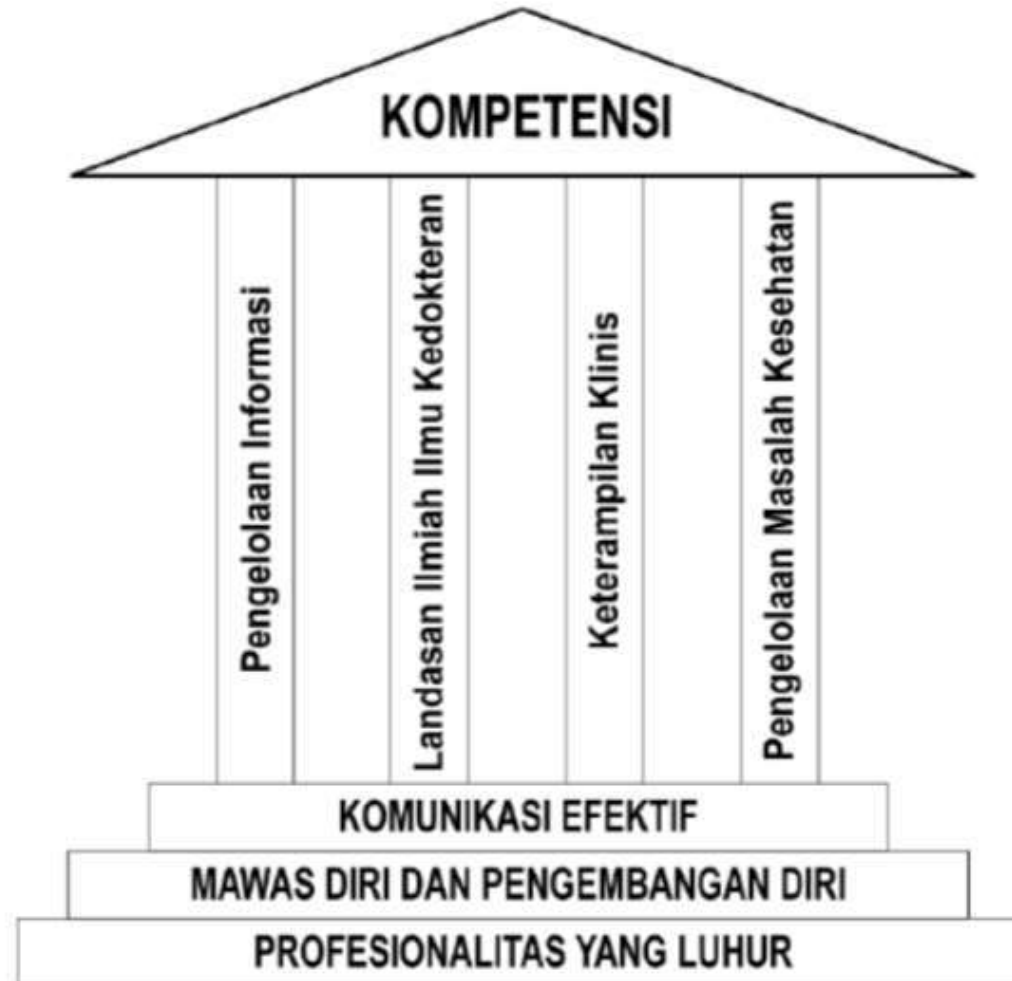 KOMPETENSI
Pengelolaan Informasi
Landasan Ilmiah Ilmu Kedokteran
Keterampilan Klinis
Pengelolaan Masalah Kesehatan
KOMUNIKASI EFEKTIF
MAWAS DIRI DAN PENGEMBANGAN DIRI
PROFESIONALITAS YANG LUHUR